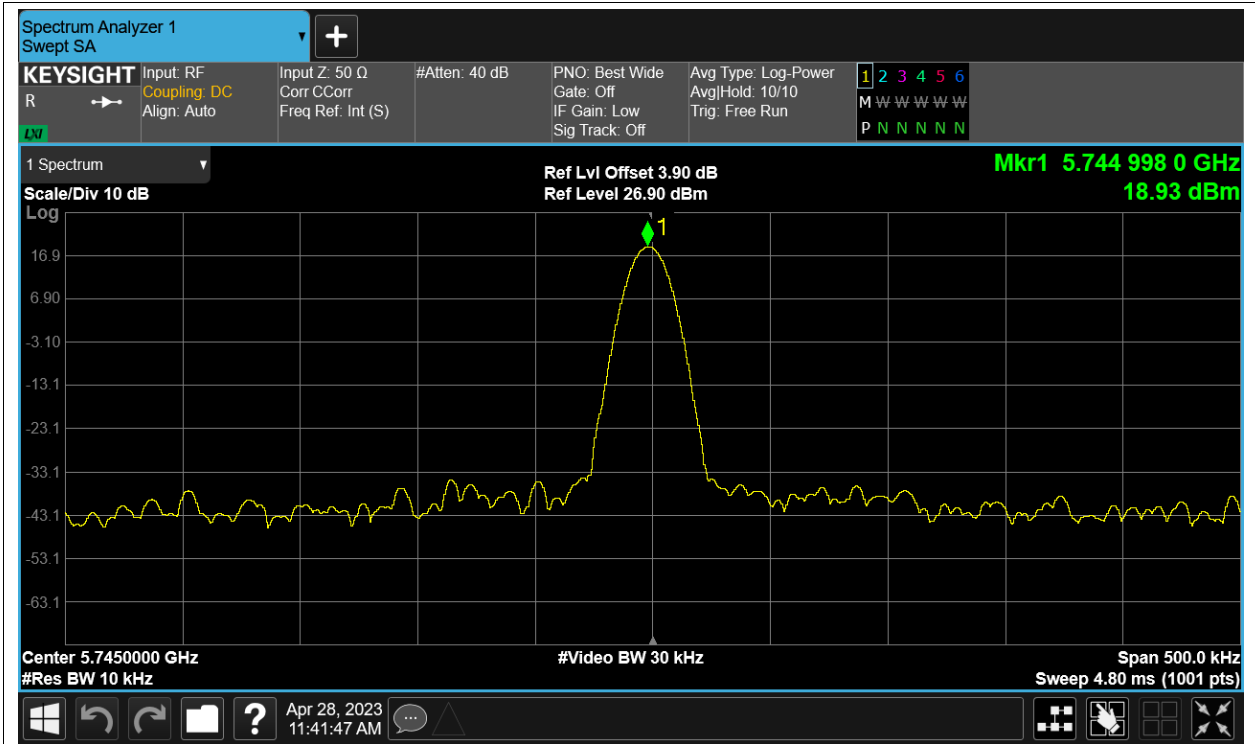 Spectrum Analyzer 1
Swept SA
KEYSIGHT
R
LXI
Input: RF
Coupling: DC
Align: Auto
Input Z: 50 Ω
Corr CCorr
Freq Ref: Int (S)
#Atten: 40 dB
PNO: Best Wide
Gate: Off
IF Gain: Low
Sig Track: Off
Avg Type: Log-Power
Avg|Hold: 10/10
Trig: Free Run
1 2 3 4 5 6
M W W W W W W
P N N N N N N
1 Spectrum
Scale/Div 10 dB
Ref Lvl Offset 3.90 dB
Ref Level 26.90 dBm
Mkr1 5.744 998 0 GHz
18.93 dBm
Log
1
16.9
6.90
-3.10
-13.1
-23.1
-33.1
-43.1
-53.1
-63.1
Center 5.7450000 GHz
#Video BW 30 kHz
Span 500.0 kHz
#Res BW 10 kHz
Sweep 4.80 ms (1001 pts)
?
Apr 28, 2023
11:41:47 AM